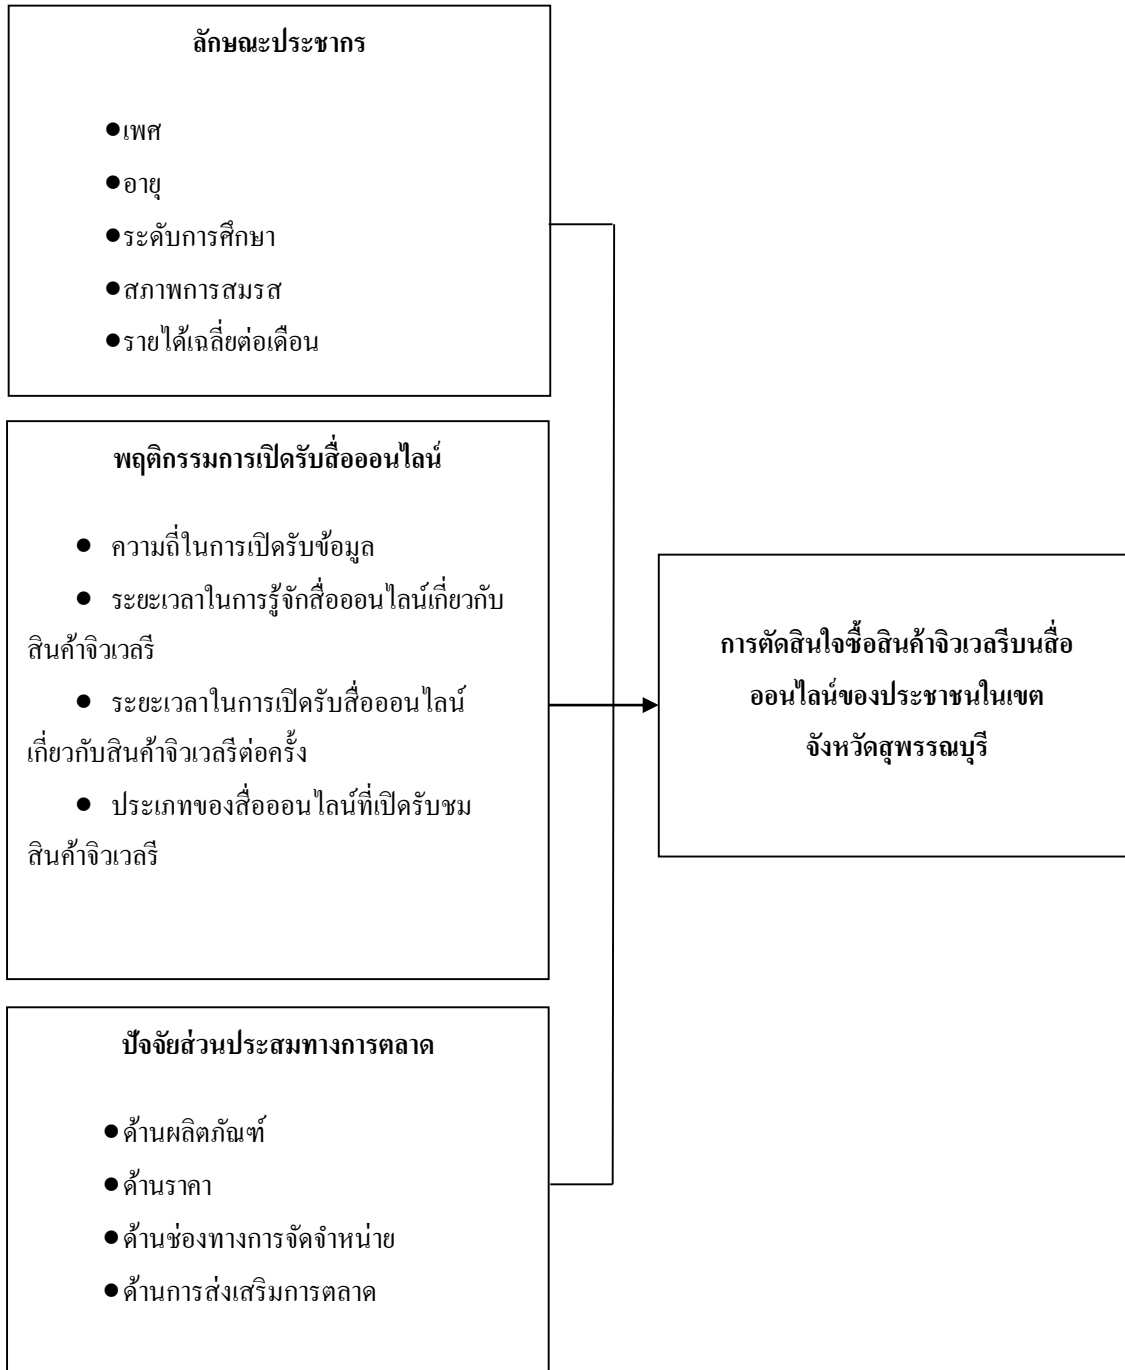 ลักษณะประชากร
●เพศ
●อายุ
●ระดับการศึกษา
●สภาพการสมรส
●รายได้เฉลี่ยต่อเดือน
พฤติกรรมการเปิดรับสื่อออนไลน์
● ความถี่ในการเปิดรับข้อมูล
● ระยะเวลาในการรู้จักสื่อออนไลน์เกี่ยวกับ
สินค้าจิวเวลรี
● ระยะเวลาในการเปิดรับสื่อออนไลน์
เกี่ยวกับสินค้าจิวเวลรีต่อครั้ง
● ประเภทของสื่อออนไลน์ที่เปิดรับชม
สินค้าจิวเวลรี
การตัดสินใจซื้อสินค้าจิวเวลรีบนสื่อ
ออนไลน์ของประชาชนในเขต
จังหวัดสุพรรณบุรี
ปัจจัยส่วนประสมทางการตลาด
●ด้านผลิตภัณฑ์
●ด้านราคา
●ด้านช่องทางการจัดจำหน่าย
●ด้านการส่งเสริมการตลาด